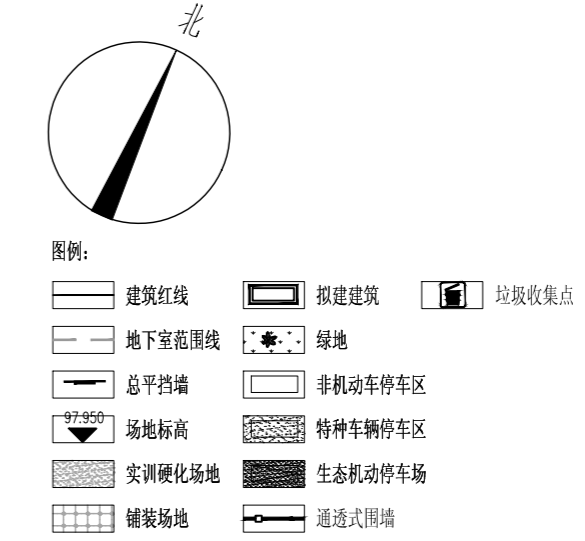 北
图例：
建筑红线 拟建建筑 垃圾收集点
地下室范围线 绿地
总平挡墙 非机动车停车区
97.950 场地标高 特种车辆停车区
实训硬化场地 生态机动停车场
铺装场地 通透式围墙